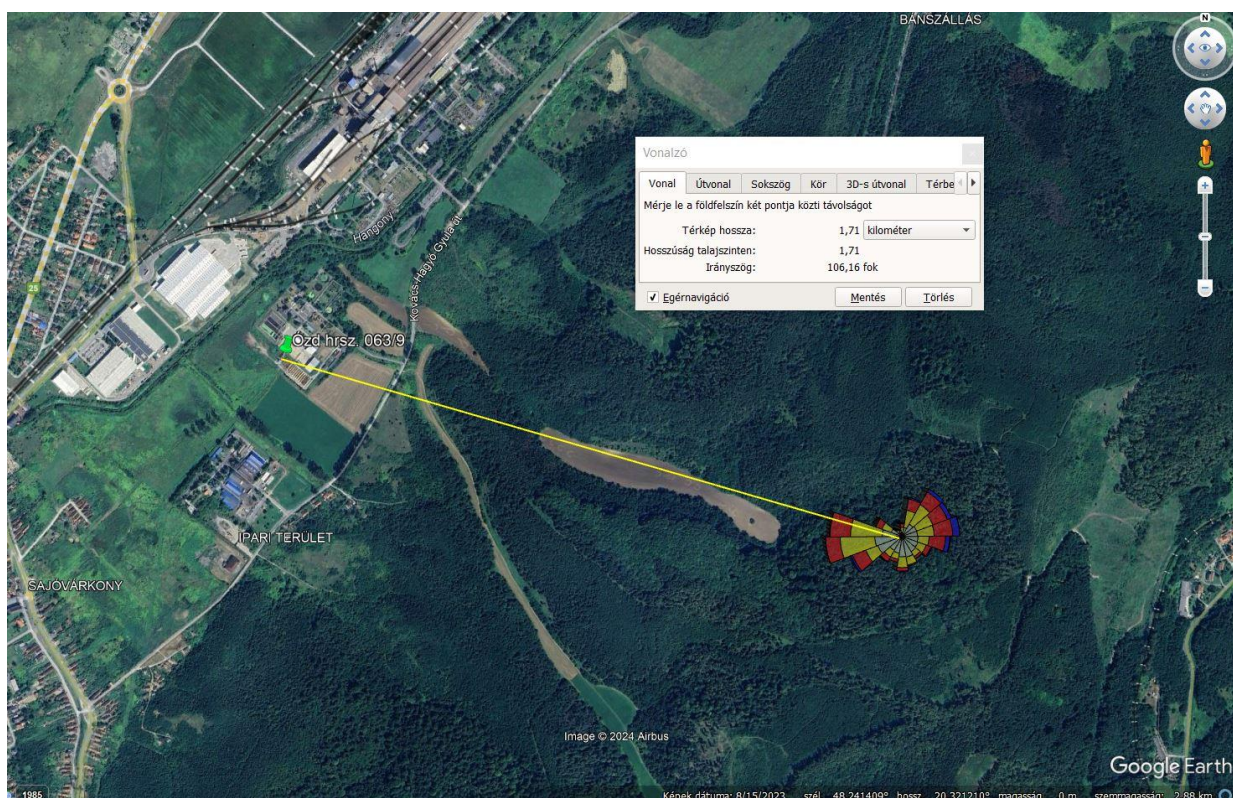 BÁNSZÁLLÁS
N
Vonalzó
Vonal Útvonal Sokszög Kör 3D-s útvonal Térbe
Mérje le a földfelszín két pontja közti távolságot
Térkép hossza: 1,71 kilométer
Hosszúság talajszinten: 1,71
Irányszög: 106,16 fok
Egérnavigáció Mentés Törlés
Hangony
Kovács-Hagyó Gyula út
25
Ózd hrsz. 063/9
IPARI TERÜLET
SAJÓVÁRKONY
Image © 2024 Airbus
Google Earth
1985
Képek dátuma: 8/15/2023 szél. 48.241409° hossz. 20.321210° magasság 0 m szemmagasság: 2.88 km